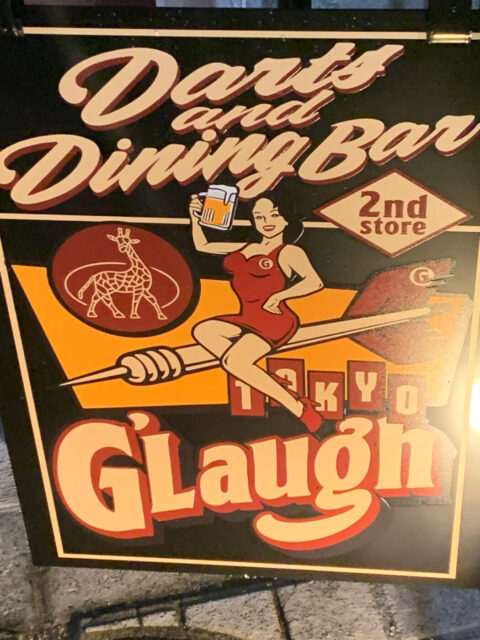 Darts
and
Dining Bar
2nd
store
G
G
TOKYO
G'Laugh